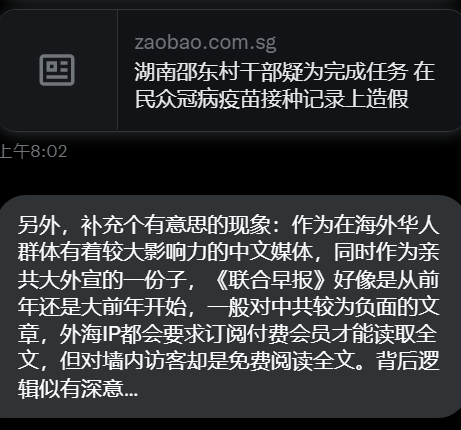 zaobao.com.sg
湖南邵东村干部疑为完成任务 在
民众冠病疫苗接种记录上造假
上午8:02
另外，补充个有意思的现象：作为在海外华人
群体有着较大影响力的中文媒体，同时作为亲
共大外宣的一份子，《联合早报》好像是从前
年还是大前年开始，一般对中共较为负面的文
章，外海IP都会要求订阅付费会员才能读取全
文，但对墙内访客却是免费阅读全文。背后逻
辑似有深意...